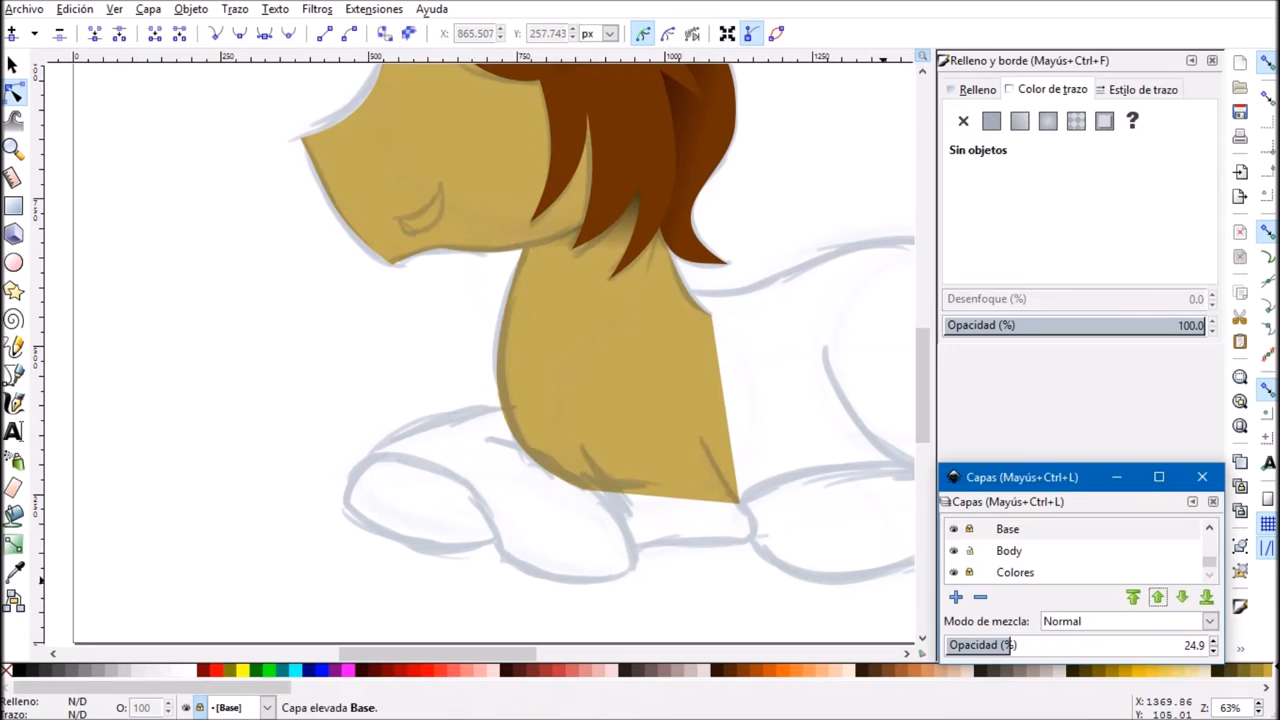 Archivo Edición Ver Capa Objeto Trazo Texto Filtros Extensiones Ayuda
X: 865.507 Y: 257.743 px
Relleno y borde (Mayús+Ctrl+F)
Relleno Color de trazo Estilo de trazo
?
Sin objetos
Desenfoque (%) 0.0
Opacidad (%) 100.0
0 250 500 750 1000 1250
Capas (Mayús+Ctrl+L)
Capas (Mayús+Ctrl+L)
Base
Body
Colores
Modo de mezcla: Normal
Opacidad (%) 24.9
Relleno: N/D
Trazo: N/D
O: 100
•[Base]
Capa elevada Base.
X: 1369.86
Y: 105.01
Z: 63%